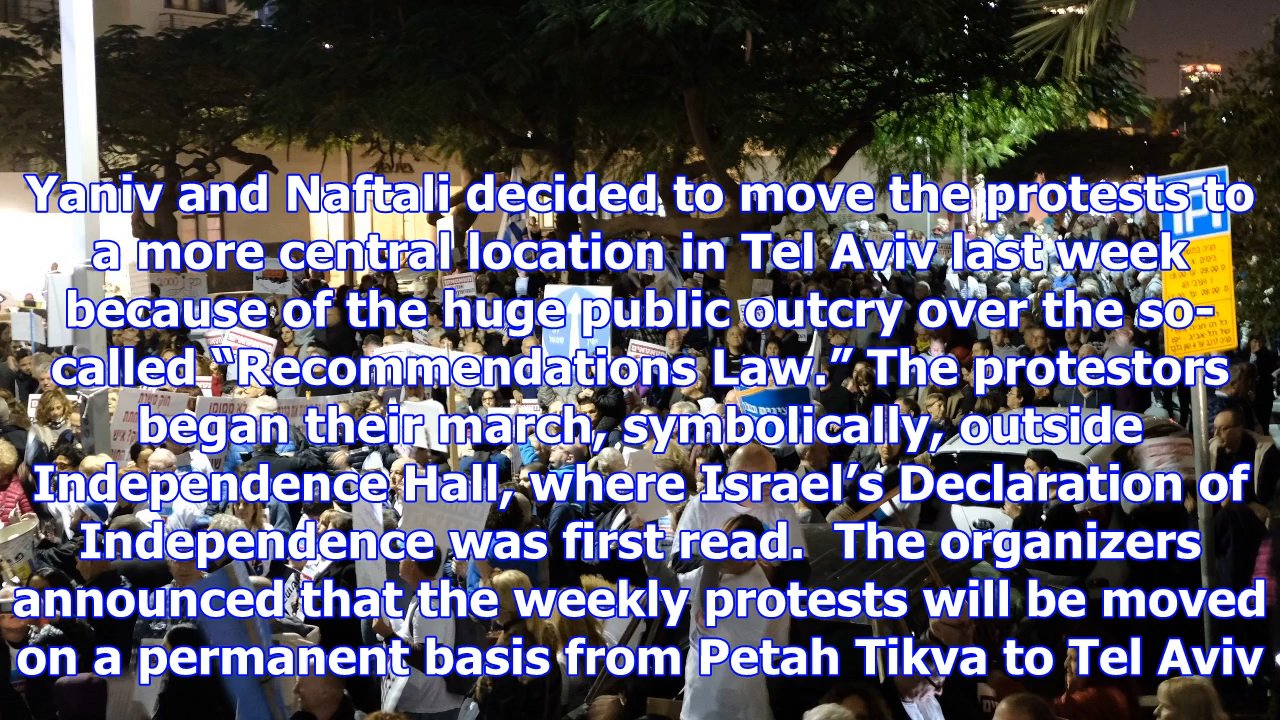 Yaniv and Naftali decided to move the protests to
a more central location in Tel Aviv last week
because of the huge public outcry over the so-
called “Recommendations Law.” The protestors
began their march, symbolically, outside
Independence Hall, where Israel’s Declaration of
Independence was first read.  The organizers
announced that the weekly protests will be moved
on a permanent basis from Petah Tikva to Tel Aviv